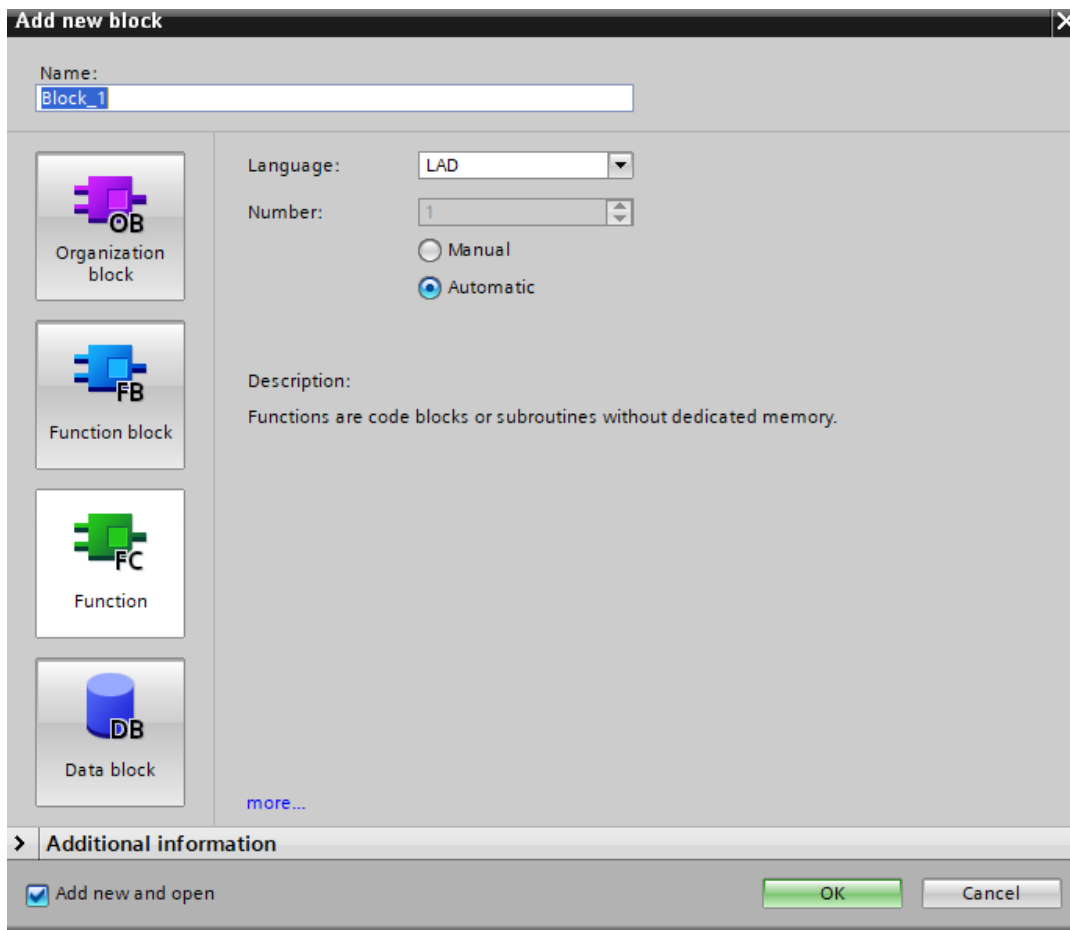 Add new block
Name:
Block_1
OB
Organization
block
FB
Function block
FC
Function
DB
Data block
Language:
LAD
Number:
1
Manual
Automatic
Description:
Functions are code blocks or subroutines without dedicated memory.
more...
Additional information
Add new and open
OK
Cancel